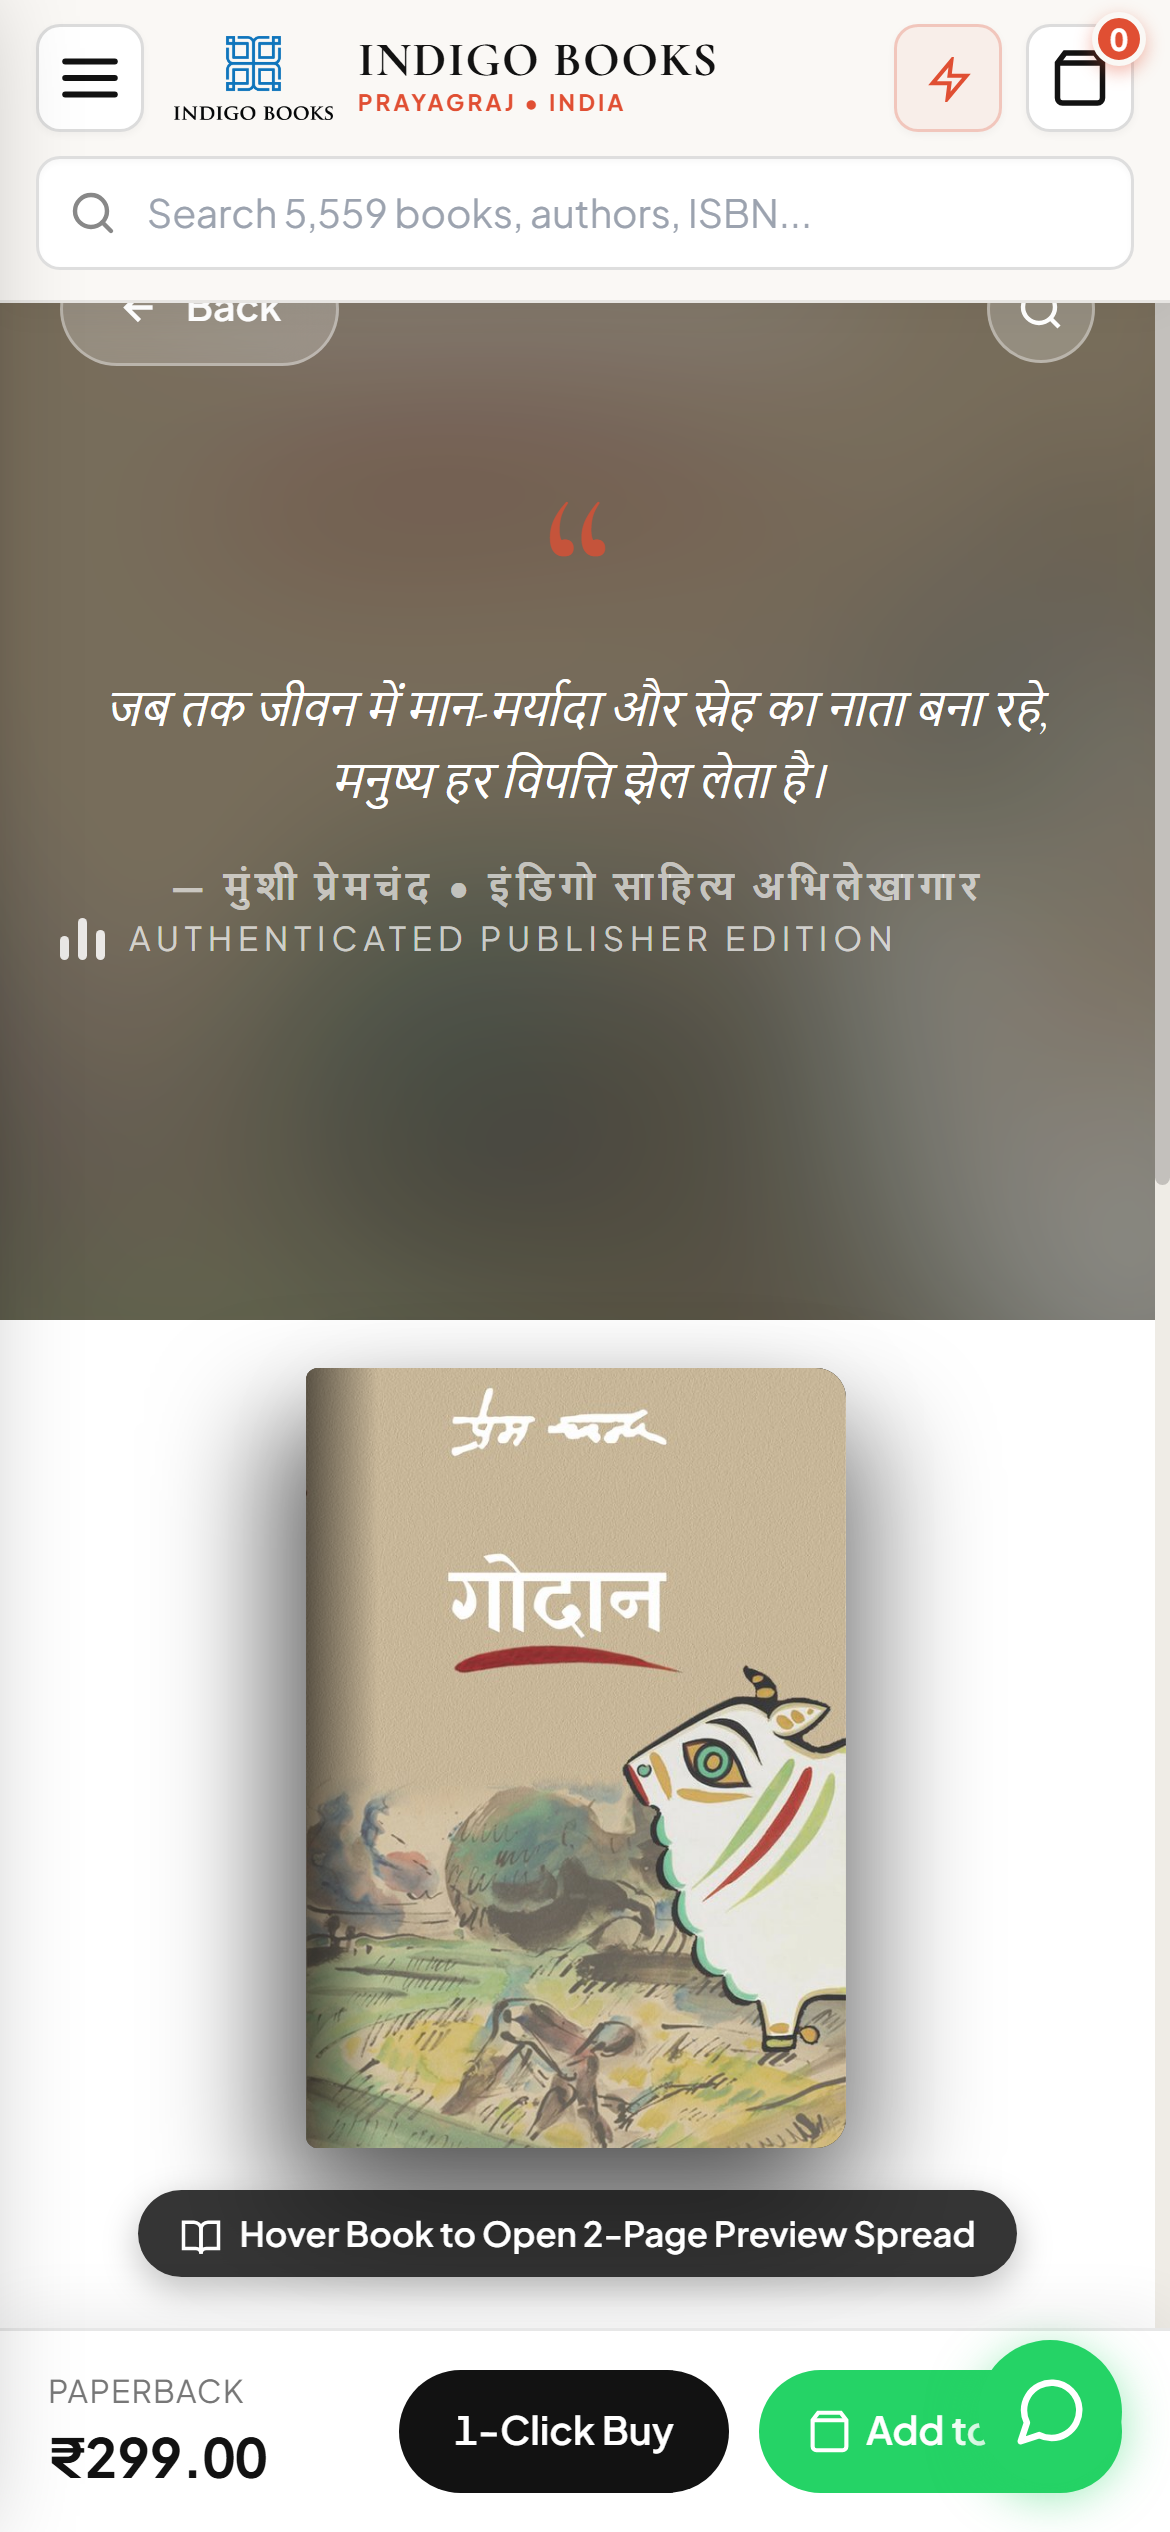 INDIGO BOOKS
INDIGO BOOKS
PRAYAGRAJ • INDIA
0
Search 5,559 books, authors, ISBN...
Back
“
जब तक जीवन में मान-मर्यादा और स्नेह का नाता बना रहे,
मनुष्य हर विपत्ति झेल लेता है।
— मुंशी प्रेमचंद • इंडिगो साहित्य अभिलेखागार
AUTHENTICATED PUBLISHER EDITION
प्रेमचन्द
गोदान
Hover Book to Open 2-Page Preview Spread
PAPERBACK
₹299.00
1-Click Buy
Add to